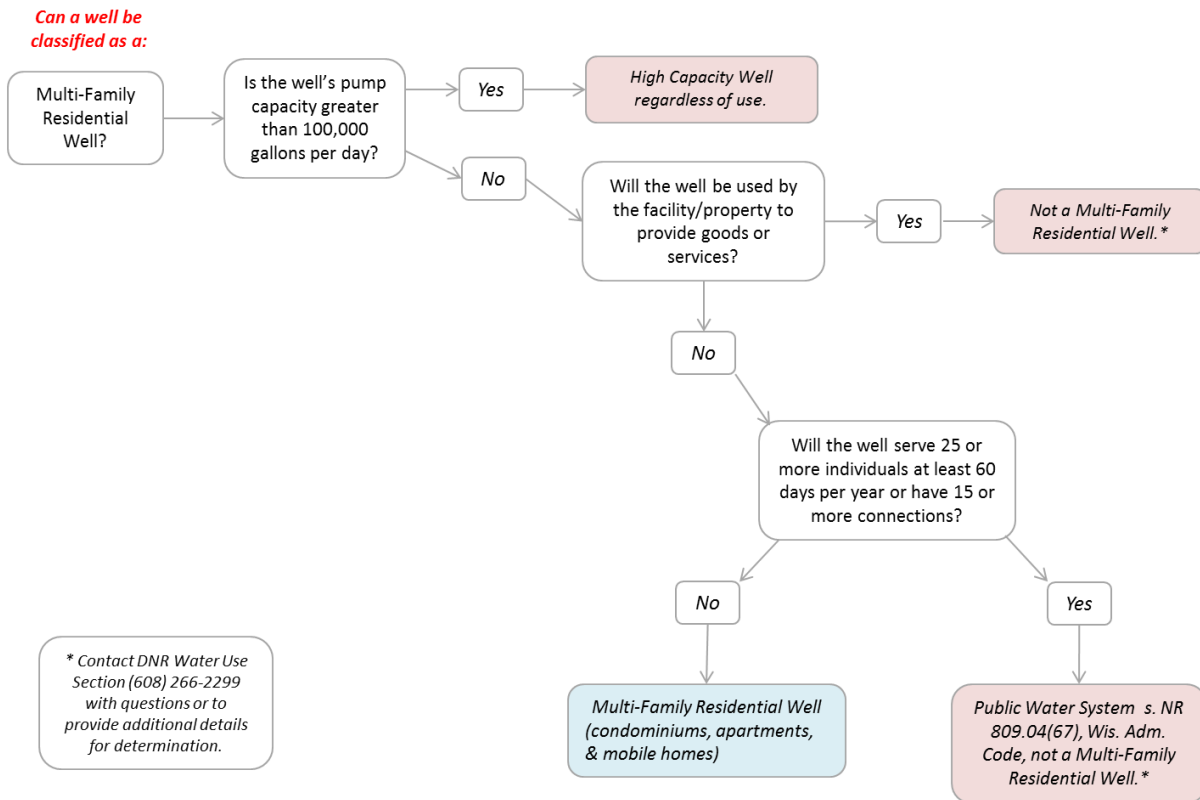 Can a well be
classified as a:
Multi-Family
Residential
Well?
Is the well's pump
capacity greater
than 100,000
gallons per day?
Yes
High Capacity Well
regardless of use.
No
Will the well be used by
the facility/property to
provide goods or
services?
Yes
Not a Multi-Family
Residential Well.*
No
Will the well serve 25 or
more individuals at least 60
days per year or have 15 or
more connections?
No
Yes
Multi-Family Residential Well
(condominiums, apartments,
& mobile homes)
Public Water System s. NR
809.04(67), Wis. Adm.
Code, not a Multi-Family
Residential Well.*
* Contact DNR Water Use
Section (608) 266-2299
with questions or to
provide additional details
for determination.